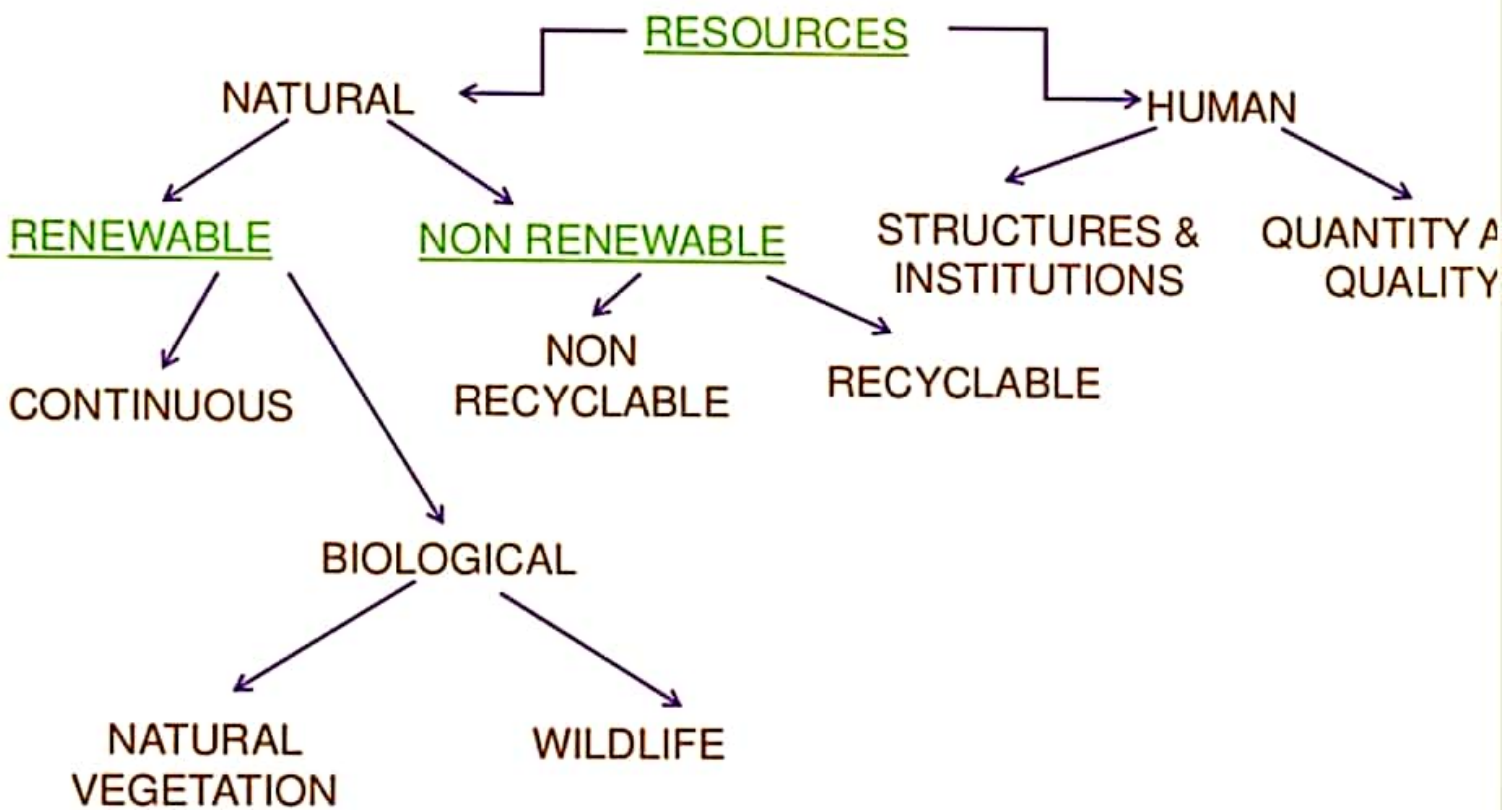 RESOURCES
NATURAL
HUMAN
RENEWABLE
NON RENEWABLE
STRUCTURES &
INSTITUTIONS
QUANTITY
QUALITY
CONTINUOUS
NON
RECYCLABLE
RECYCLABLE
BIOLOGICAL
NATURAL
VEGETATION
WILDLIFE